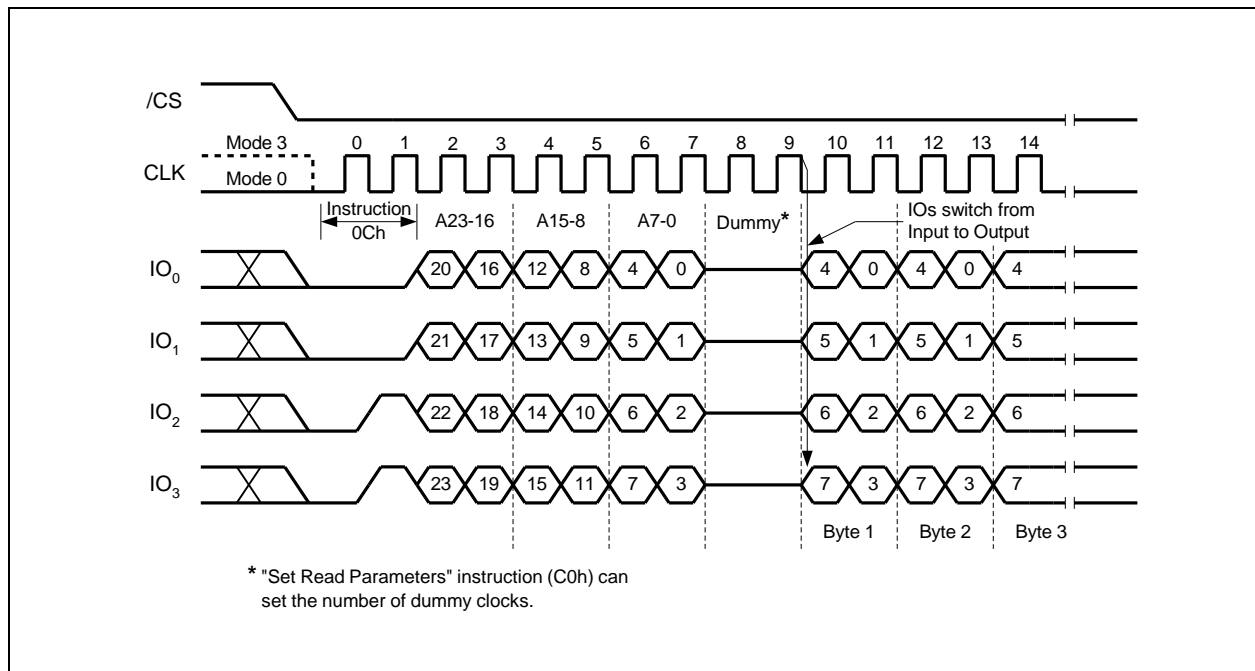 /CS
Mode 3
CLK
Mode 0
0 1 2 3 4 5 6 7 8 9 10 11 12 13 14
Instruction
0Ch
A23-16
A15-8
A7-0
Dummy*
IOs switch from
Input to Output
IO0 20 16 12 8 4 0 4 0 4 0 4
IO1 21 17 13 9 5 1 5 1 5 1 5
IO2 22 18 14 10 6 2 6 2 6 2 6
IO3 23 19 15 11 7 3 7 3 7 3 7
Byte 1 Byte 2 Byte 3
* "Set Read Parameters" instruction (C0h) can
set the number of dummy clocks.